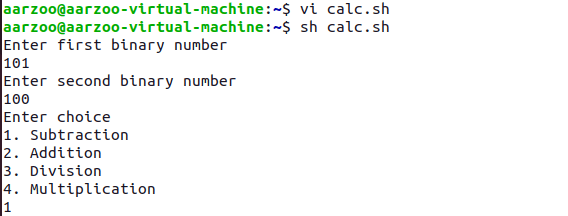 aarzoo@aarzoo-virtual-machine:~$ vi calc.sh
aarzoo@aarzoo-virtual-machine:~$ sh calc.sh
Enter first binary number
101
Enter second binary number
100
Enter choice
1. Subtraction
2. Addition
3. Division
4. Multiplication
1